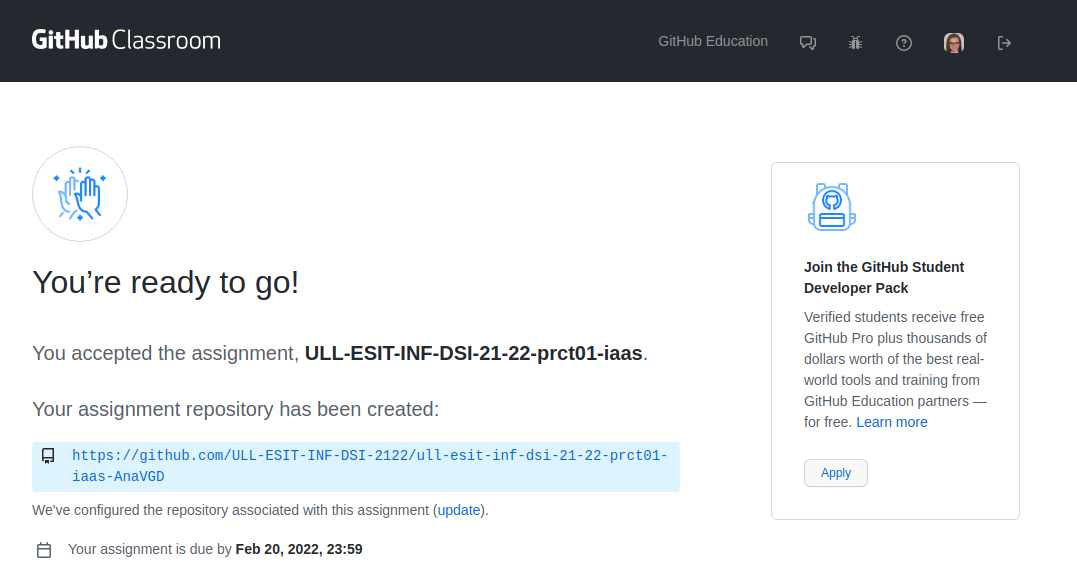 GitHub Classroom
GitHub Education
You’re ready to go!
You accepted the assignment, ULL-ESIT-INF-DSI-21-22-prct01-iaas.
Your assignment repository has been created:
https://github.com/ULL-ESIT-INF-DSI-2122/ull-esit-inf-dsi-21-22-prct01-
iaas-AnaVGD
We've configured the repository associated with this assignment (update).
Your assignment is due by Feb 20, 2022, 23:59
Join the GitHub Student
Developer Pack
Verified students receive free
GitHub Pro plus thousands of
dollars worth of the best real-
world tools and training from
GitHub Education partners —
for free. Learn more
Apply